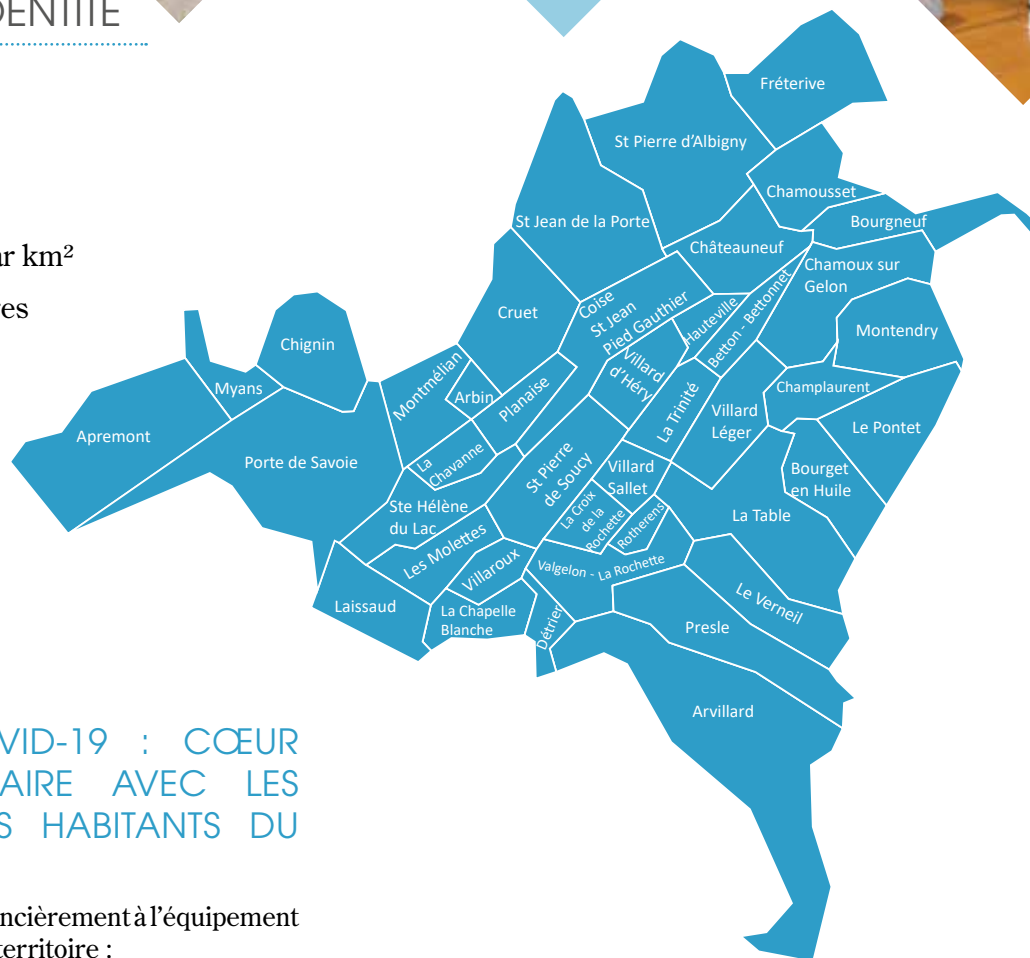 DENTITÉ
ar km²
es
Fréterive
St Pierre d'Albigny
Chamousset
St Jean de la Porte
Bourgneuf
Châteauneuf
Chamoux sur
Gelon
Coise
St Jean
Pied Gauthier
Cruet
Hauteville
Betton - Bettonnet
Montendry
Chignin
Villard
d'Héry
Montmélian
Myans
Arbin
Planaise
Champlaurent
La Trinité
Villard
Léger
Le Pontet
Apremont
Porte de Savoie
La
Chavanne
St Pierre
de Soucy
Villard
Sallet
Bourget
en Huile
Ste Hélène
du Lac
La Croix
de la
Rochette
Rotherens
La Table
Les Molettes
Villaroux
Valgelon - La Rochette
Le Verneil
Laissaud
La Chapelle
Blanche
Détrier
Presle
Arvillard
VID-19 : CŒUR
AIRE AVEC LES
S HABITANTS DU
ncièrement à l'équipement
territoire :